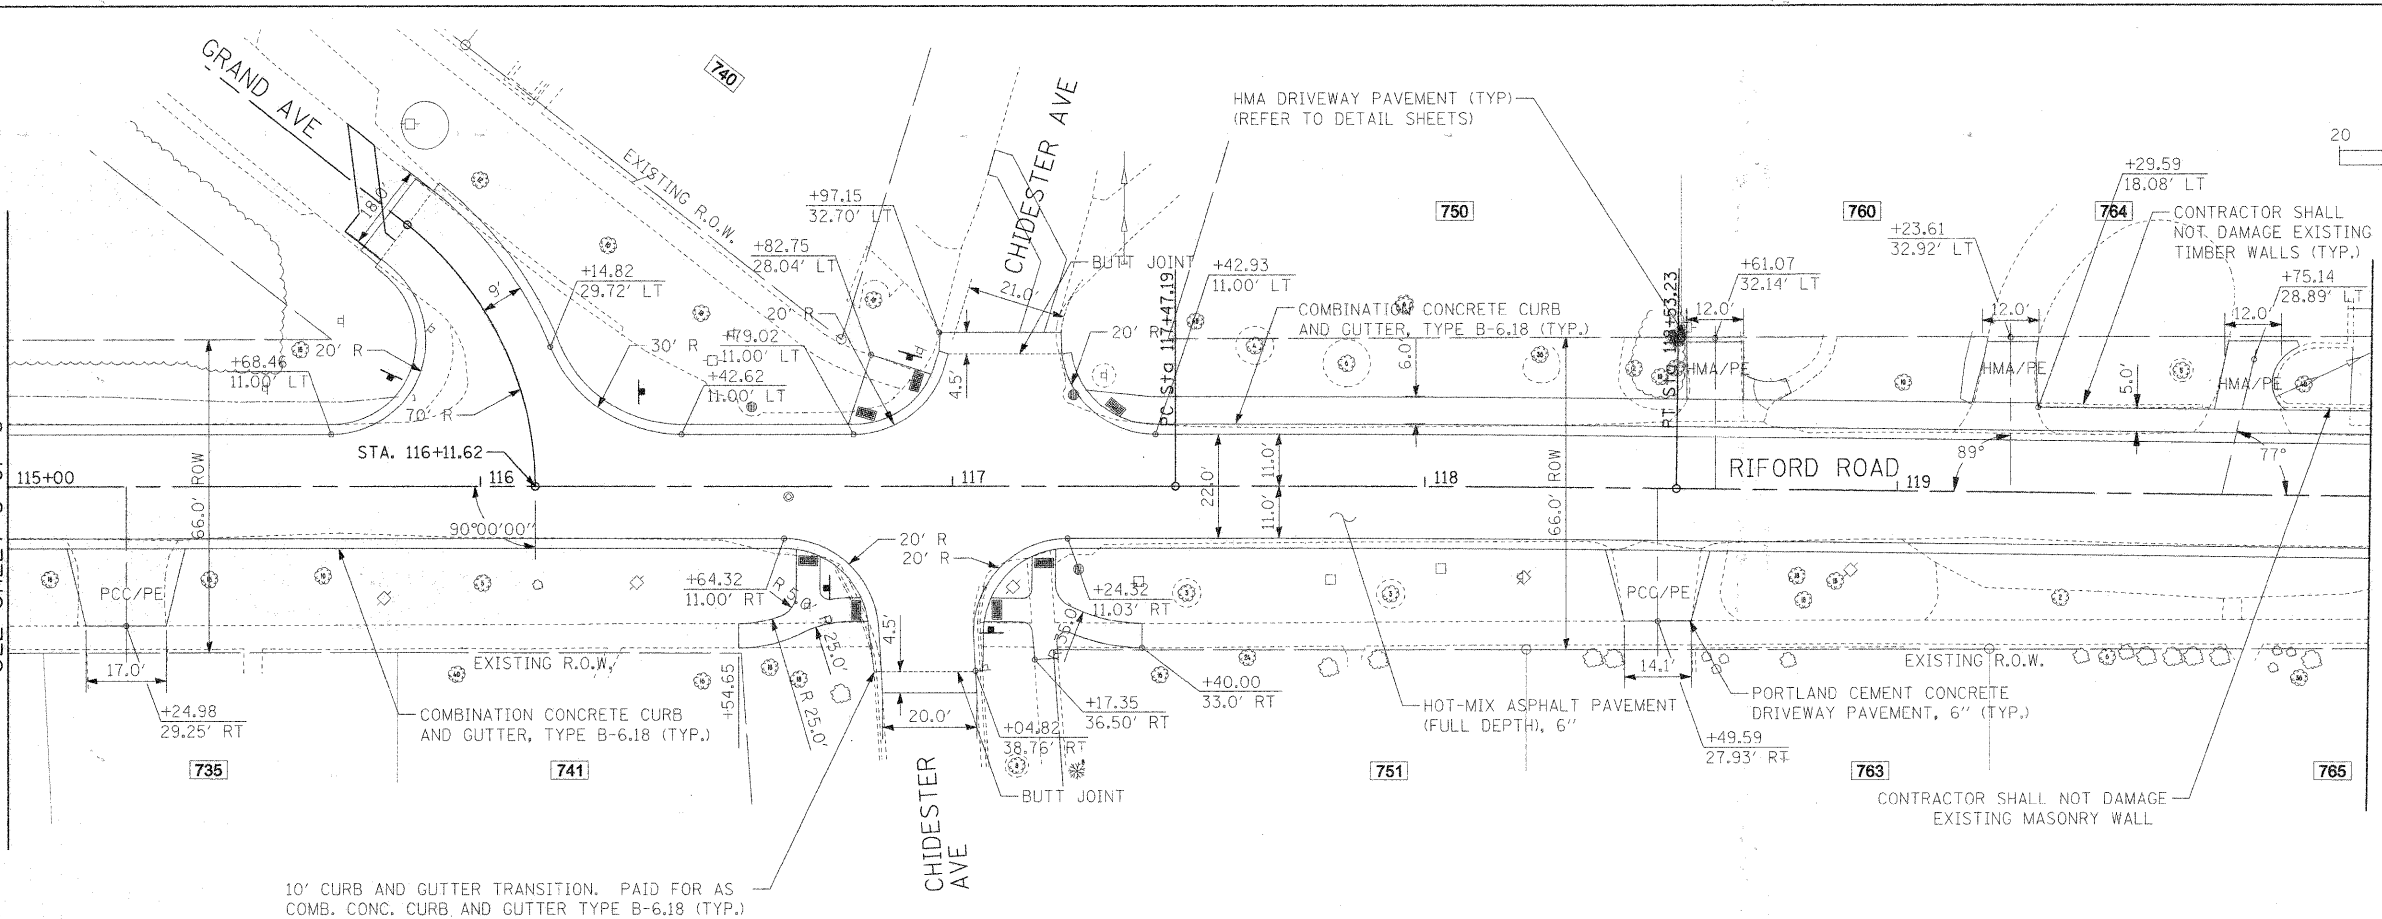 GRAND AVE
740
EXISTING R.O.W.
CHIDESTER AVE
HMA DRIVEWAY PAVEMENT (TYP)
(REFER TO DETAIL SHEETS)
20
750
760
764
+29.59
18.08' LT
CONTRACTOR SHALL
NOT DAMAGE EXISTING
TIMBER WALLS (TYP.)
+97.15
32.70' LT
+82.75
28.04' LT
+14.82
29.72' LT
18.0'
9'
BUTT JOINT
21.0'
+42.93
11.00' LT
COMBINATION CONCRETE CURB
AND GUTTER, TYPE B-6.18 (TYP.)
+61.07
32.14' LT
+23.61
32.92' LT
+75.14
28.89' LT
12.0'
12.0'
12.0'
PC Sta 117+47.19
20' R
20' R
+79.02
11.00' LT
+42.62
11.00' LT
30' R
20' R
+68.46
11.00' LT
70' R
4.5'
6.0'
5.0'
HMA/PE
HMA/PE
HMA/PE
89°
77°
STA. 116+11.62
115+00
116
117
118
119
RIFORD ROAD
66.0' ROW
90°00'00"
22.0'
11.0'
11.0'
66.0' ROW
20' R
20' R
PCC/PE
PCC/PE
+64.32
11.00' RT
R 5.0'
R 25.0'
R 25.0'
4.5'
+24.32
11.03' RT
EXISTING R.O.W.
EXISTING R.O.W.
17.0'
14.1'
+24.98
29.25' RT
+54.65
20.0'
+40.00
33.0' RT
+17.35
36.50' RT
+04.82
38.76' RT
COMBINATION CONCRETE CURB
AND GUTTER, TYPE B-6.18 (TYP.)
HOT-MIX ASPHALT PAVEMENT
(FULL DEPTH), 6"
PORTLAND CEMENT CONCRETE
DRIVEWAY PAVEMENT, 6" (TYP.)
+49.59
27.93' RT
735
741
751
763
765
BUTT JOINT
CHIDESTER
AVE
CONTRACTOR SHALL NOT DAMAGE
EXISTING MASONRY WALL
10' CURB AND GUTTER TRANSITION. PAID FOR AS
COMB. CONC. CURB AND GUTTER TYPE B-6.18 (TYP.)